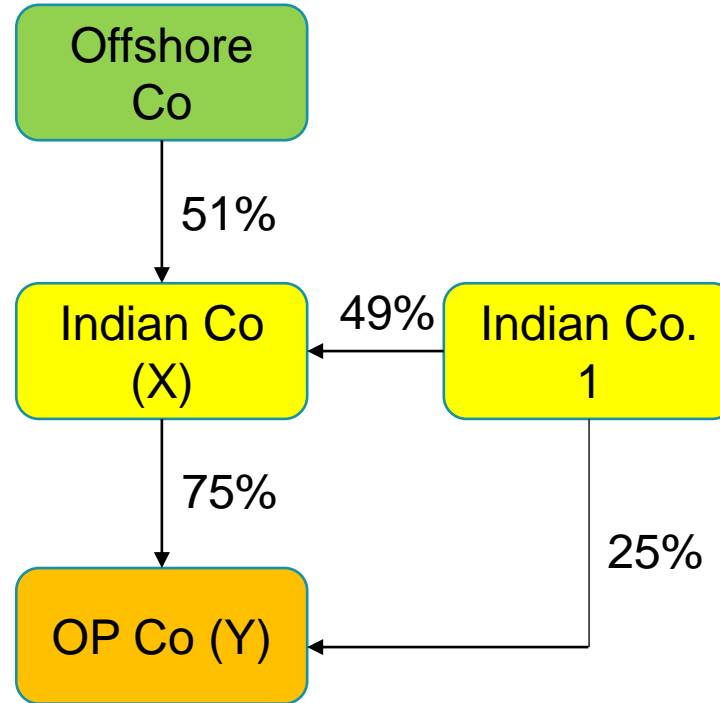 Offshore
Co
51%
Indian Co
(X)
49%
Indian Co.
1
75%
25%
OP Co (Y)